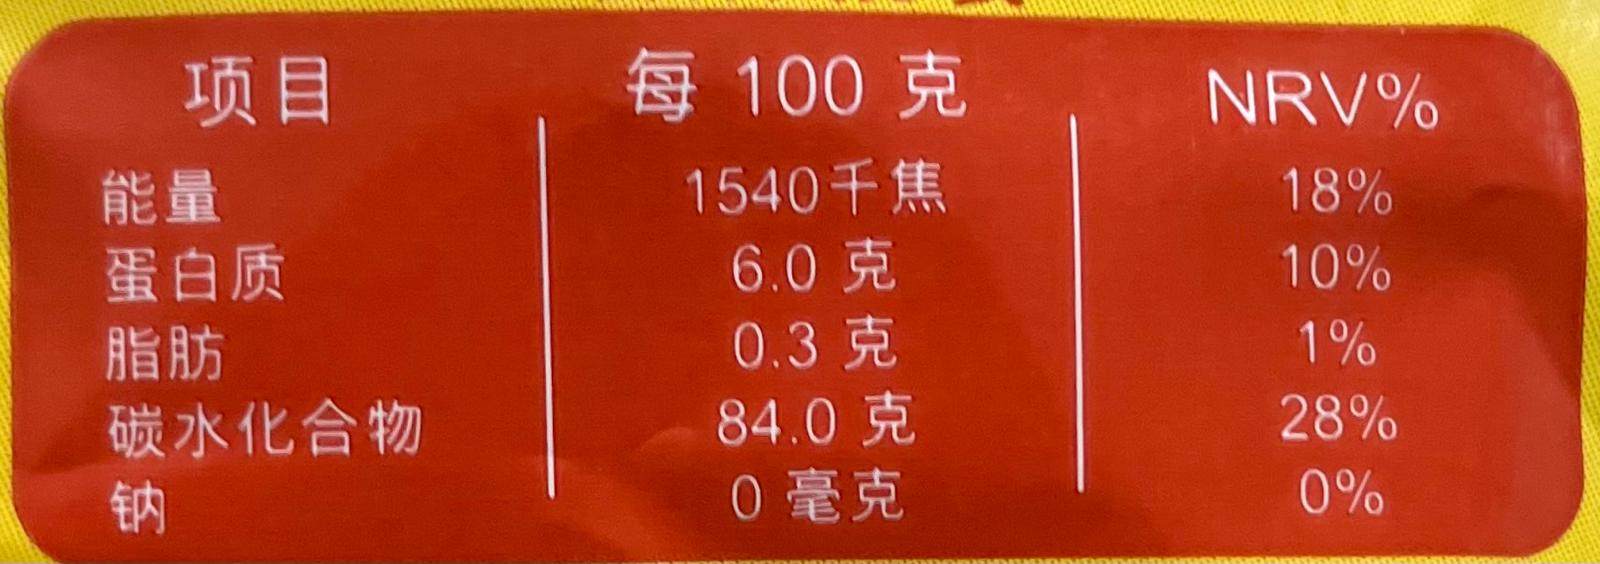 项目 每 100 克 NRV%
能量 1540千焦 18%
蛋白质 6.0 克 10%
脂肪 0.3 克 1%
碳水化合物 84.0 克 28%
钠 0 毫克 0%